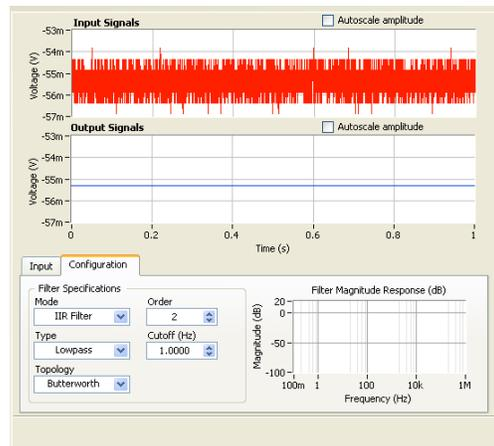 Input Signals
Autoscale amplitude
Voltage (V)
-53m
-54m
-55m
-56m
-57m
Output Signals
Autoscale amplitude
Voltage (V)
-53m
-54m
-55m
-56m
-57m
0 0.2 0.4 0.6 0.8 1
Time (s)
Input Configuration
Filter Specifications
Mode
IIR Filter
Order
2
Type
Lowpass
Cutoff (Hz)
1.0000
Topology
Butterworth
Filter Magnitude Response (dB)
Magnitude (dB)
20
0
-50
-100
100m 1 100 10k 1M
Frequency (Hz)